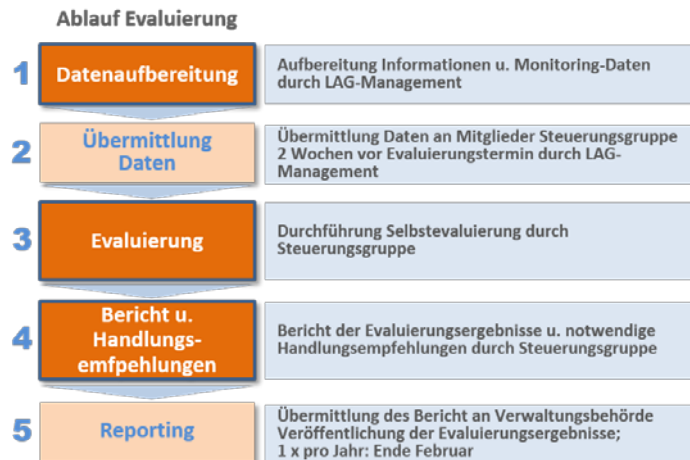 Ablauf Evaluierung
1
Datenaufbereitung
Aufbereitung Informationen u. Monitoring-Daten
durch LAG-Management
2
Übermittlung
Daten
Übermittlung Daten an Mitglieder Steuerungsgruppe
2 Wochen vor Evaluierungstermin durch LAG-
Management
3
Evaluierung
Durchführung Selbstevaluierung durch
Steuerungsgruppe
4
Bericht u.
Handlungs-
emfpehlungen
Bericht der Evaluierungsergebnisse u. notwendige
Handlungsempfehlungen durch Steuerungsgruppe
5
Reporting
Übermittlung des Bericht an Verwaltungsbehörde
Veröffentlichung der Evaluierungsergebnisse;
1 x pro Jahr: Ende Februar